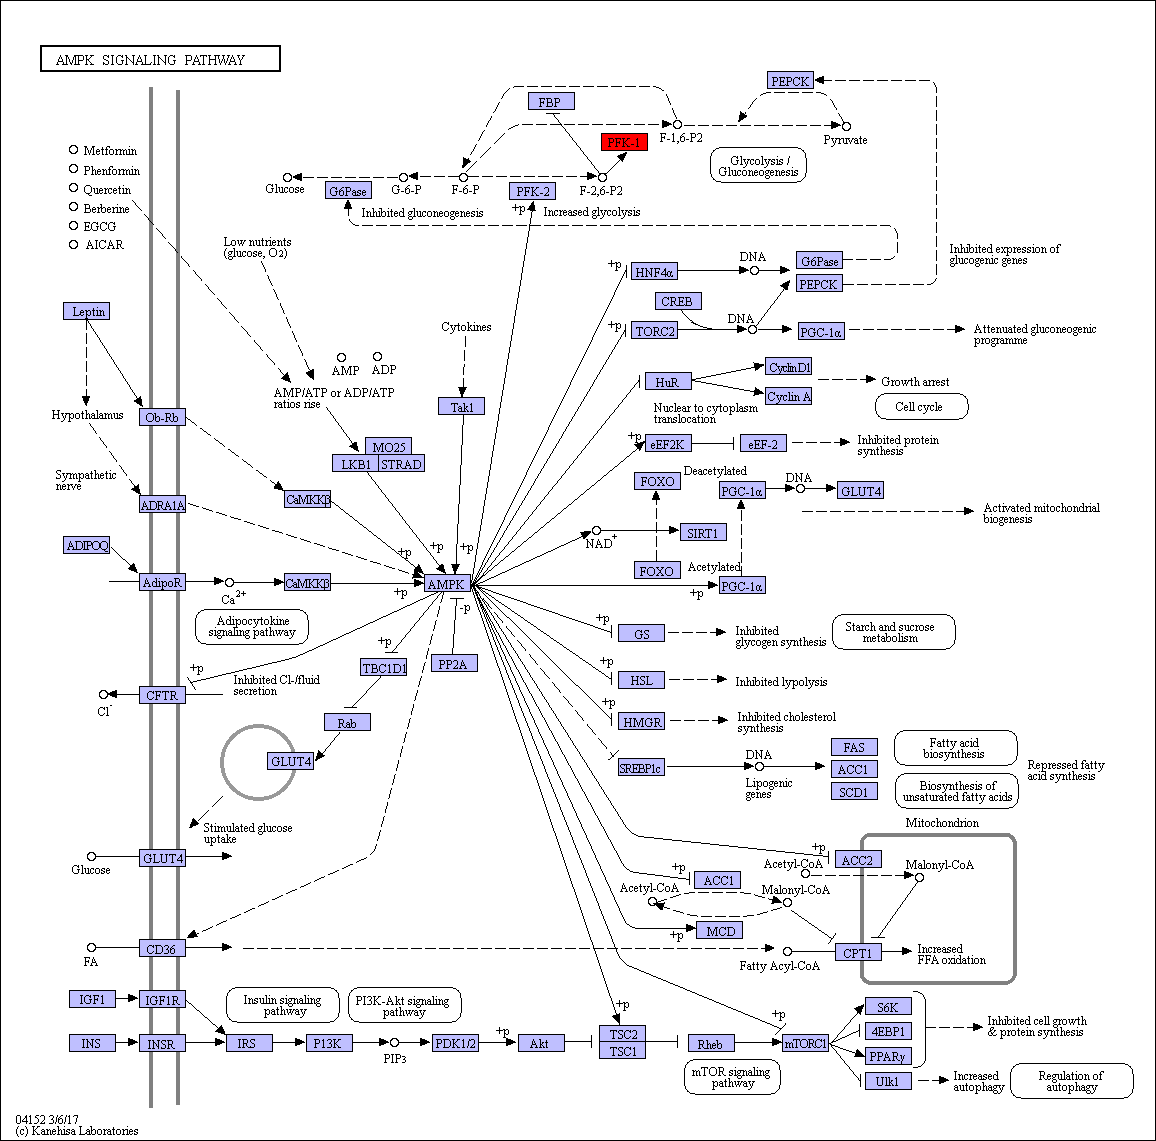 AMPK SIGNALING PATHWAY
PEPCK
FBP
PFK-1
F-1,6-P2
Pyruvate
Metformin
Phenformin
Quercetin
Berberine
EGCG
AICAR
Glycolysis /
Gluconeogenesis
Glucose
G6Pase
G-6-P
F-6-P
PFK-2
F-2,6-P2
+p
Inhibited gluconeogenesis
Increased glycolysis
Low nutrients
(glucose, O2)
Inhibited expression of
glucogenic genes
DNA
+p
HNF4α
G6Pase
PEPCK
Leptin
CREB
Cytokines
+p
TORC2
DNA
PGC-1α
Attenuated gluconeogenic
programme
AMP
ADP
AMP/ATP or ADP/ATP
ratios rise
HuR
CyclinD1
Cyclin A
Growth arrest
Cell cycle
Nuclear to cytoplasm
translocation
Hypothalamus
Ob-Rb
Tak1
MO25
LKB1
STRAD
+p
eEF2K
eEF-2
Inhibited protein
synthesis
Sympathetic
nerve
ADRA1A
CaMKKβ
FOXO
Deacetylated
PGC-1α
DNA
GLUT4
Activated mitochondrial
biogenesis
NAD+
SIRT1
ADIPOQ
+p
+p
+p
FOXO
Acetylated
AdipoR
Ca2+
CaMKKβ
+p
AMPK
+p
PGC-1α
Adipocytokine
signaling pathway
-p
+p
TBC1D1
PP2A
+p
GS
Inhibited
glycogen synthesis
Starch and sucrose
metabolism
+p
CFTR
Cl-
Inhibited Cl-/fluid
secretion
+p
HSL
Inhibited lypolysis
Rab
+p
HMGR
Inhibited cholesterol
synthesis
GLUT4
SREBP1c
DNA
Lipogenic
genes
FAS
ACC1
SCD1
Fatty acid
biosynthesis
Biosynthesis of
unsaturated fatty acids
Repressed fatty
acid synthesis
Stimulated glucose
uptake
Mitochondrion
Glucose
GLUT4
+p
ACC2
Acetyl-CoA
Malonyl-CoA
+p
ACC1
Acetyl-CoA
Malonyl-CoA
+p
MCD
FA
CD36
Fatty Acyl-CoA
CPT1
Increased
FFA oxidation
IGF1
IGF1R
Insulin signaling
pathway
PI3K-Akt signaling
pathway
+p
+p
INS
INSR
IRS
P13K
PIP3
PDK1/2
+p
Akt
TSC2
TSC1
Rheb
mTORC1
S6K
4EBP1
PPARγ
Ulk1
Inhibited cell growth
& protein synthesis
mTOR signaling
pathway
Increased
autophagy
Regulation of
autophagy
04152 3/6/17
(c) Kanehisa Laboratories